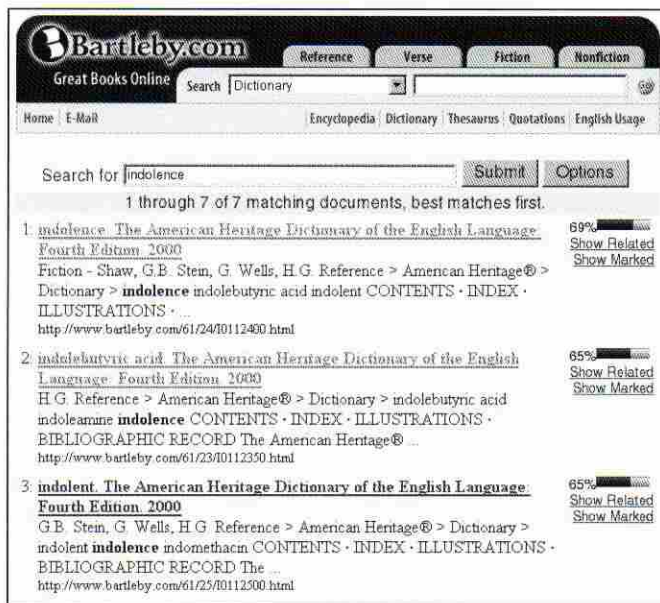 Bartleby.com
Great Books Online
Reference Verse Fiction Nonfiction
Search Dictionary
Home E-Mail Encyclopedia Dictionary Thesaurus Quotations English Usage
Search for indolence Submit Options
1 through 7 of 7 matching documents, best matches first.
1: indolence. The American Heritage Dictionary of the English Language: 69%
Fourth Edition. 2000 Show Related
Fiction - Shaw, G.B. Stein, G. Wells, H.G. Reference > American Heritage® > Show Marked
Dictionary > indolence indolebutyric acid indolent CONTENTS · INDEX ·
ILLUSTRATIONS · ...
http://www.bartleby.com/61/24/I0112400.html
2: indolebutyric acid. The American Heritage Dictionary of the English 65%
Language: Fourth Edition. 2000 Show Related
H.G. Reference > American Heritage® > Dictionary > indolebutyric acid Show Marked
indoleamine indolence CONTENTS · INDEX · ILLUSTRATIONS ·
BIBLIOGRAPHIC RECORD The American Heritage® ...
http://www.bartleby.com/61/23/I0112350.html
3: indolent. The American Heritage Dictionary of the English Language: 65%
Fourth Edition. 2000 Show Related
G.B. Stein, G. Wells, H.G. Reference > American Heritage® > Dictionary > Show Marked
indolent indolence indomethacin CONTENTS · INDEX · ILLUSTRATIONS ·
BIBLIOGRAPHIC RECORD The ...
http://www.bartleby.com/61/25/I0112500.html